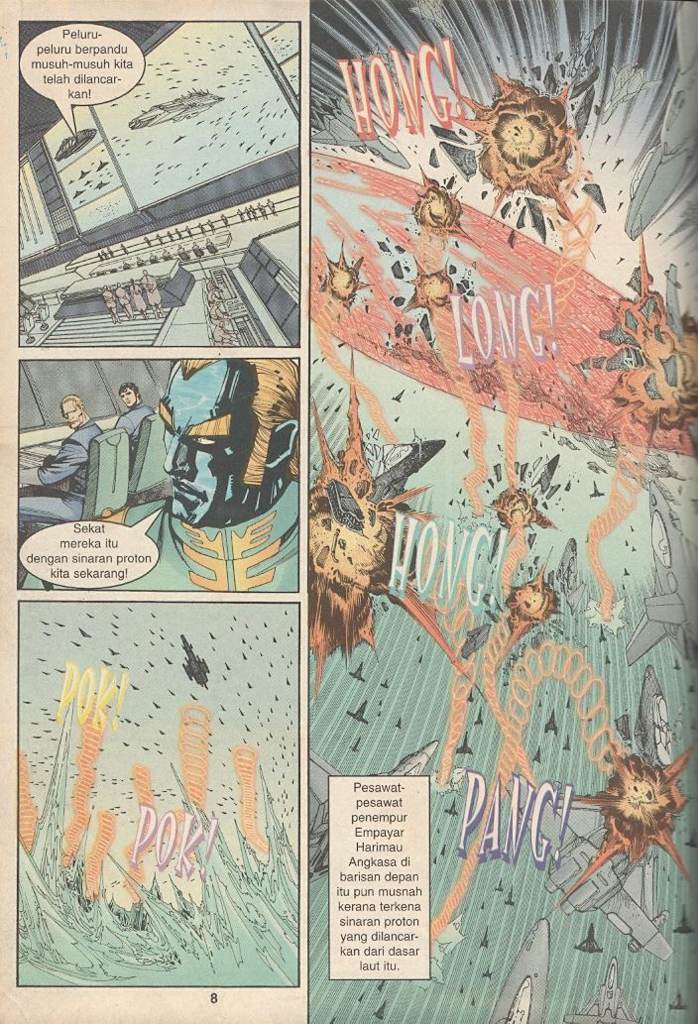 Peluru-
peluru berpandu
musuh-musuh kita
telah dilancar-
kan!
Sekat
mereka itu
dengan sinaran proton
kita sekarang!
POK!
POK!
8
HONG!
LONG!
HONG!
PANG!
Pesawat-
pesawat
penempur
Empayar
Harimau
Angkasa di
barisan depan
itu pun musnah
kerana terkena
sinaran proton
yang dilancar-
kan dari dasar
laut itu.